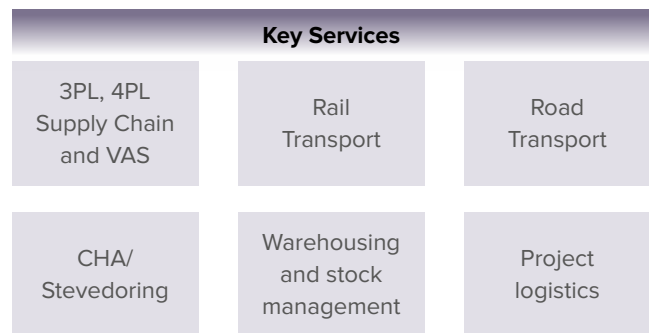 Key Services
3PL, 4PL
Supply Chain
and VAS
Rail
Transport
Road
Transport
CHA/
Stevedoring
Warehousing
and stock
management
Project
logistics